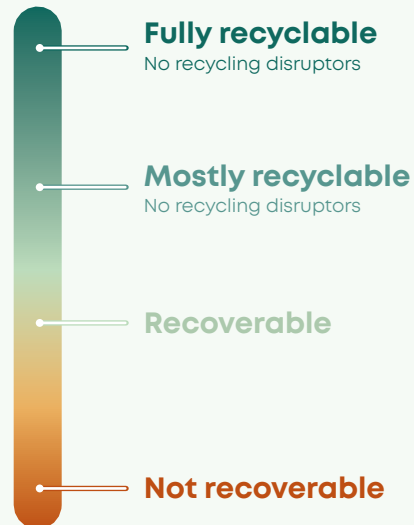 Fully recyclable
No recycling disruptors
Mostly recyclable
No recycling disruptors
Recoverable
Not recoverable